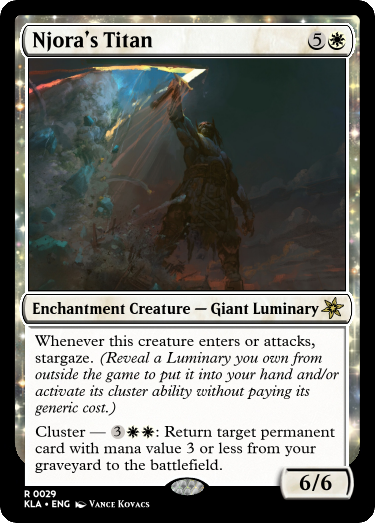 Njora's Titan 5
Enchantment Creature — Giant Luminary
Whenever this creature enters or attacks,
stargaze. (Reveal a Luminary you own from
outside the game to put it into your hand and/or
activate its cluster ability without paying its
generic cost.)
Cluster — 3: Return target permanent
card with mana value 3 or less from your
graveyard to the battlefield.
6/6
R 0029
KLA • ENG Vance Kovacs